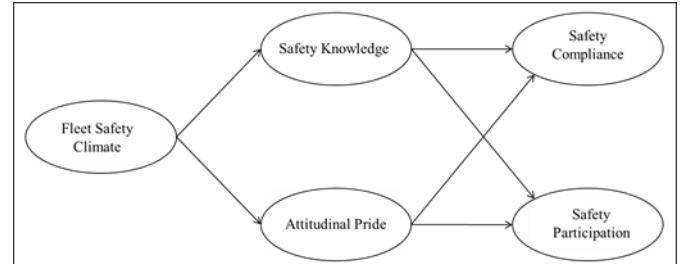 Fleet Safety
Climate
Safety Knowledge
Attitudinal Pride
Safety
Compliance
Safety
Participation